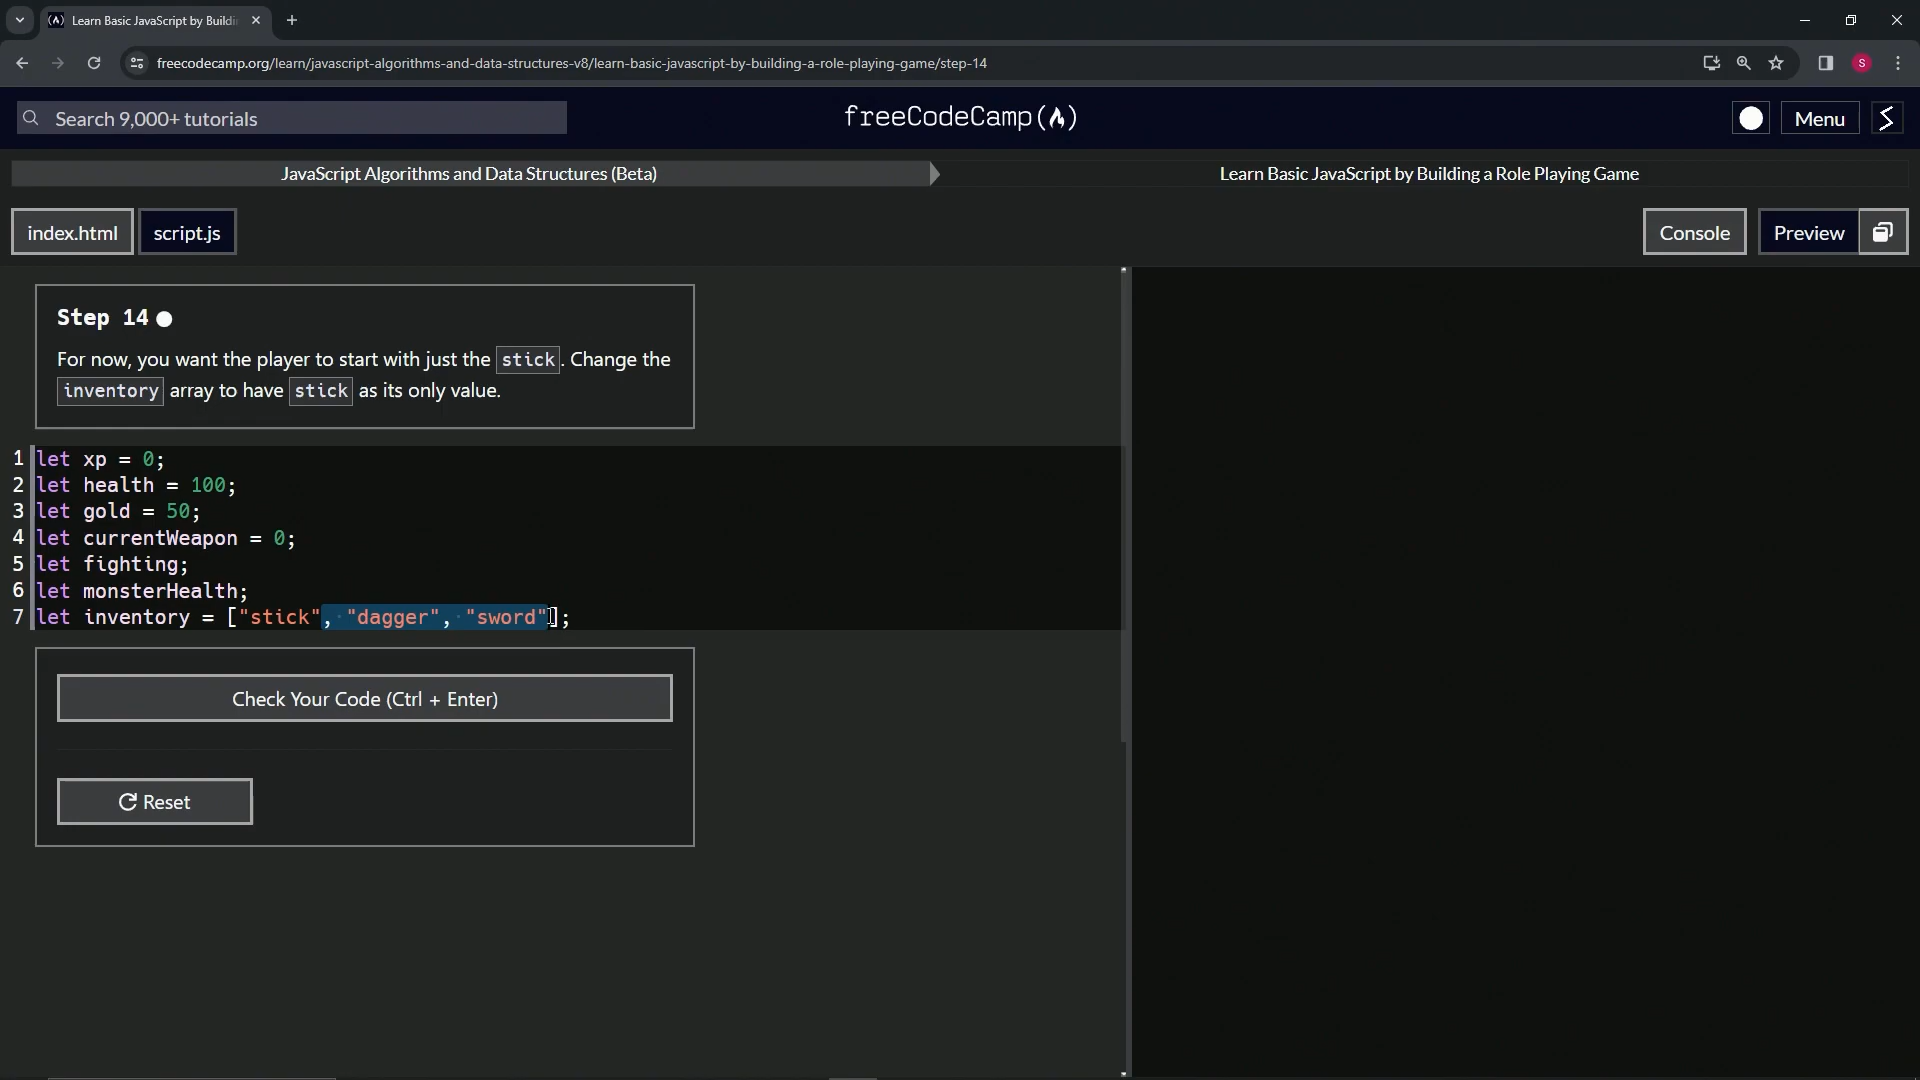 Learn Basic JavaScript by Buildi
freecodecamp.org/learn/javascript-algorithms-and-data-structures-v8/learn-basic-javascript-by-building-a-role-playing-game/step-14
S
Search 9,000+ tutorials
freeCodeCamp
Menu
JavaScript Algorithms and Data Structures (Beta)
Learn Basic JavaScript by Building a Role Playing Game
index.html
script.js
Console
Preview
Step 14
For now, you want the player to start with just the stick. Change the
inventory array to have stick as its only value.
1 let xp = 0;
2 let health = 100;
3 let gold = 50;
4 let currentWeapon = 0;
5 let fighting;
6 let monsterHealth;
7 let inventory = ["stick", "dagger", "sword"];
Check Your Code (Ctrl + Enter)
Reset